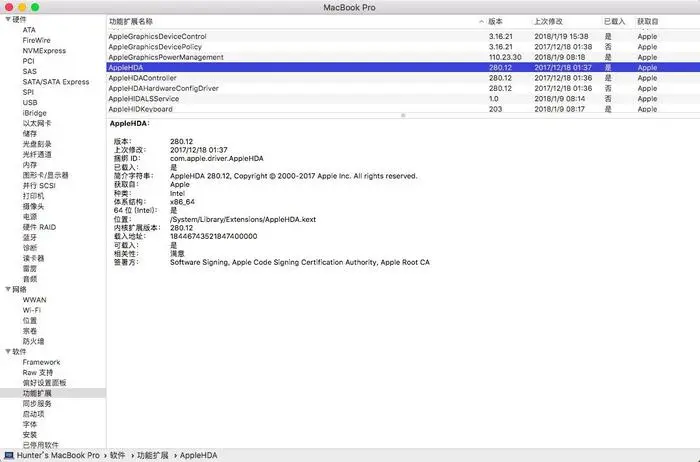 MacBook Pro
硬件
ATA
FireWire
NVMExpress
PCI
SAS
SATA/SATA Express
SPI
USB
iBridge
以太网卡
储存
光盘刻录
光纤通道
内存
图形卡/显示器
并行 SCSI
打印机
摄像头
电源
硬件 RAID
蓝牙
诊断
读卡器
雷雳
音频
网络
WWAN
Wi-Fi
位置
宗卷
防火墙
软件
Framework
Raw 支持
偏好设置面板
功能扩展
同步服务
启动项
字体
安装
已停用软件
功能扩展名称 版本 上次修改 已载入 获取自
AppleGraphicsDeviceControl 3.16.21 2018/1/19 15:38 是 Apple
AppleGraphicsDevicePolicy 3.16.21 2017/12/18 01:38 否 Apple
AppleGraphicsPowerManagement 110.23.30 2018/1/9 08:18 是 Apple
AppleHDA 280.12 2017/12/18 01:37 是 Apple
AppleHDAController 280.12 2017/12/18 01:36 是 Apple
AppleHDAHardwareConfigDriver 280.12 2017/12/18 01:36 否 Apple
AppleHIDALSService 1.0 2018/1/9 08:14 否 Apple
AppleHIDKeyboard 203 2018/1/9 08:17 是 Apple
AppleHDA：
版本： 280.12
上次修改： 2017/12/18 01:37
捆绑 ID： com.apple.driver.AppleHDA
已载入： 是
简介字符串： AppleHDA 280.12, Copyright © 2000-2017 Apple Inc. All rights reserved.
获取自： Apple
种类： Intel
体系结构： x86_64
64 位 (Intel)： 是
位置： /System/Library/Extensions/AppleHDA.kext
内核扩展版本： 280.12
载入地址： 18446743521847400000
可载入： 是
相关性： 满意
签署方： Software Signing, Apple Code Signing Certification Authority, Apple Root CA
Hunter's MacBook Pro › 软件 › 功能扩展 › AppleHDA